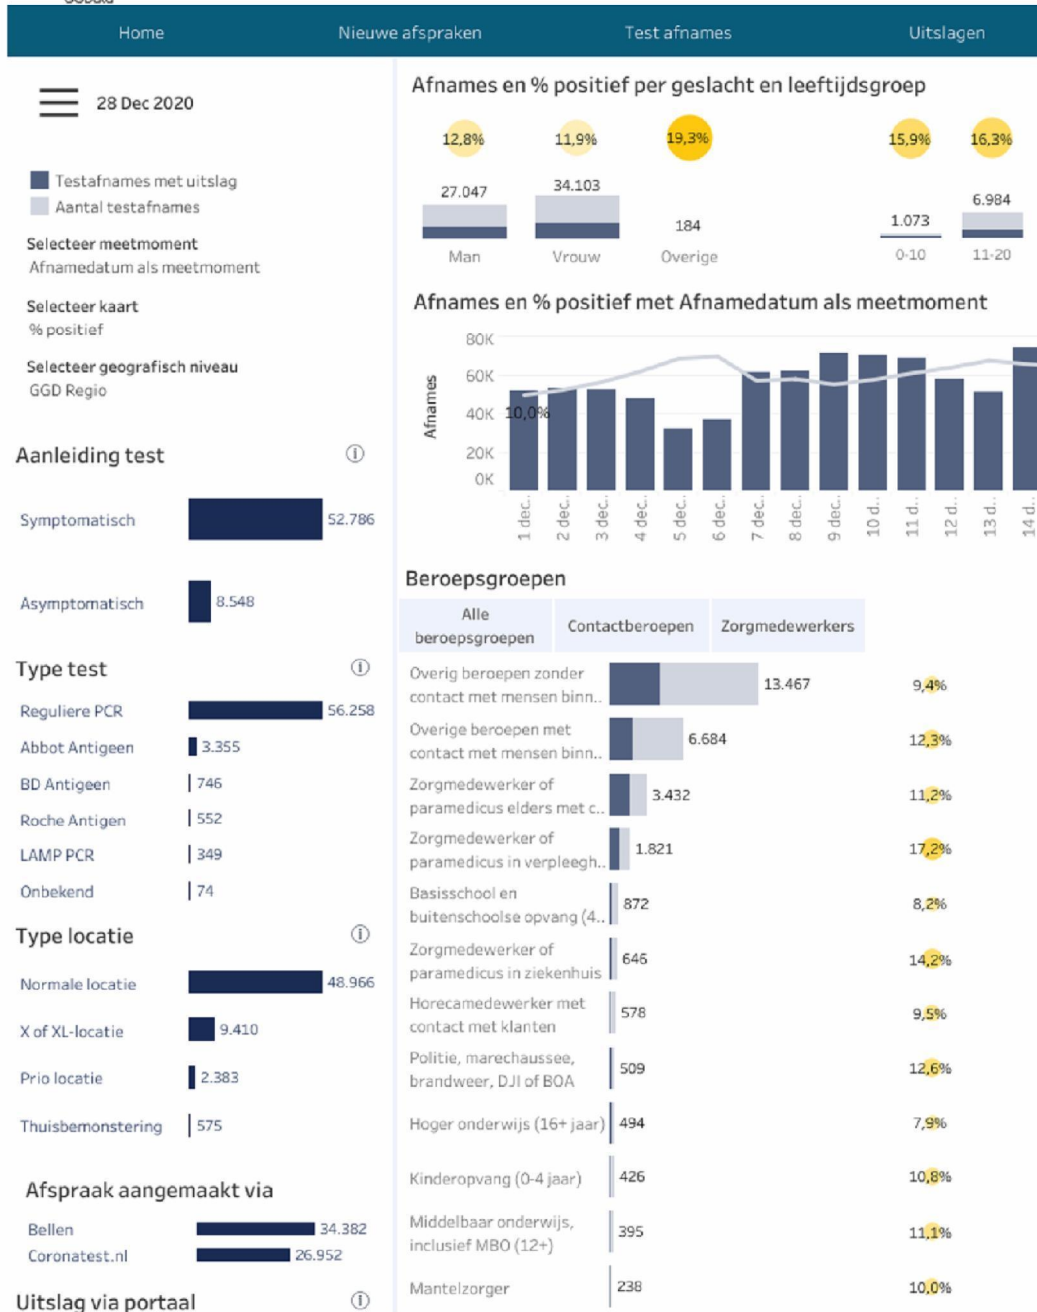 Home Nieuwe afspraken Test afnames Uitslagen
28 Dec 2020
Testafnames met uitslag
Aantal testafnames
Selecteer meetmoment
Afnamedatum als meetmoment
Selecteer kaart
% positief
Selecteer geografisch niveau
GGD Regio
Aanleiding test
Symptomatisch 52.786
Asymptomatisch 8.548
Type test
Reguliere PCR 56.258
Abbot Antigeen 3.355
BD Antigeen 746
Roche Antigen 552
LAMP PCR 349
Onbekend 74
Type locatie
Normale locatie 48.966
X of XL-locatie 9.410
Prio locatie 2.383
Thuisbemonstering 575
Afspraak aangemaakt via
Bellen 34.382
Coronatest.nl 26.952
Uitslag via portaal
Afnames en % positief per geslacht en leeftijdsgroep
12,8% 11,9% 19,3% 15,9% 16,3%
27.047 34.103 184 1.073 6.984
Man Vrouw Overige 0-10 11-20
Afnames en % positief met Afnamedatum als meetmoment
Afnames
80K
60K
40K
20K
0K
10,0%
1 dec.. 2 dec.. 3 dec.. 4 dec.. 5 dec.. 6 dec.. 7 dec.. 8 dec.. 9 dec.. 10 d.. 11 d.. 12 d.. 13 d.. 14 d..
Beroepsgroepen
Alle
beroepsgroepen
Contactberoepen
Zorgmedewerkers
Overig beroepen zonder
contact met mensen binn.. 13.467 9,4%
Overige beroepen met
contact met mensen binn.. 6.684 12,3%
Zorgmedewerker of
paramedicus elders met c.. 3.432 11,2%
Zorgmedewerker of
paramedicus in verpleegh.. 1.821 17,2%
Basisschool en
buitenschoolse opvang (4.. 872 8,2%
Zorgmedewerker of
paramedicus in ziekenhuis 646 14,2%
Horecamedewerker met
contact met klanten 578 9,5%
Politie, marechaussee,
brandweer, DJI of BOA 509 12,6%
Hoger onderwijs (16+ jaar) 494 7,9%
Kinderopvang (0-4 jaar) 426 10,8%
Middelbaar onderwijs,
inclusief MBO (12+) 395 11,1%
Mantelzorger 238 10,0%